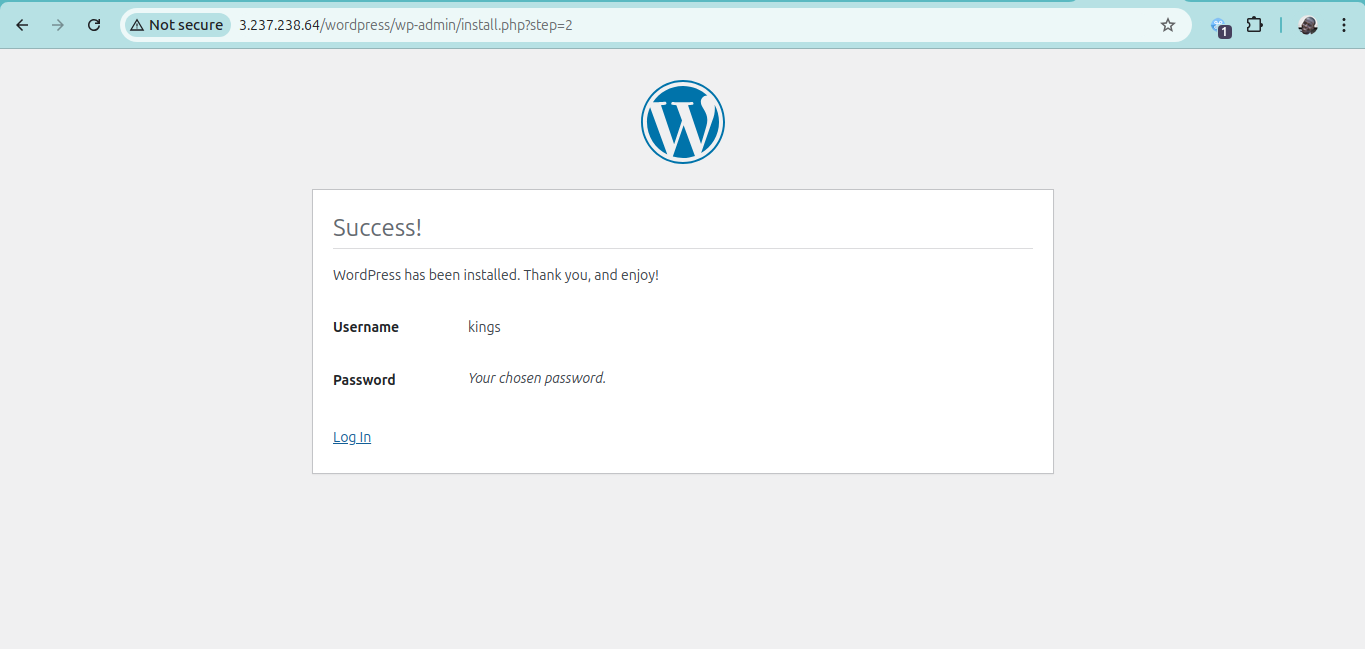 Not secure 3.237.238.64/wordpress/wp-admin/install.php?step=2
1
W
Success!
WordPress has been installed. Thank you, and enjoy!
Username kings
Password Your chosen password.
Log In